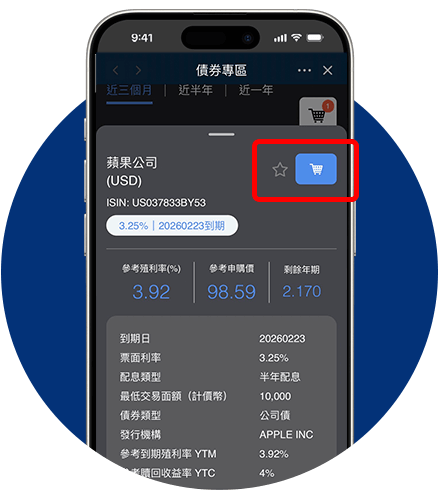 9:41
債券專區
近三個月 | 近半年 | 近一年
1
蘋果公司
(USD)
ISIN: US037833BY53
3.25%｜20260223到期
參考殖利率(%) 參考申購價 剩餘年期
3.92 98.59 2.170
到期日 20260223
票面利率 3.25%
配息類型 半年配息
最低交易面額（計價幣） 10,000
債券類型 公司債
發行機構 APPLE INC
參考到期殖利率 YTM 3.92%
贖回收益率 YTC 4%